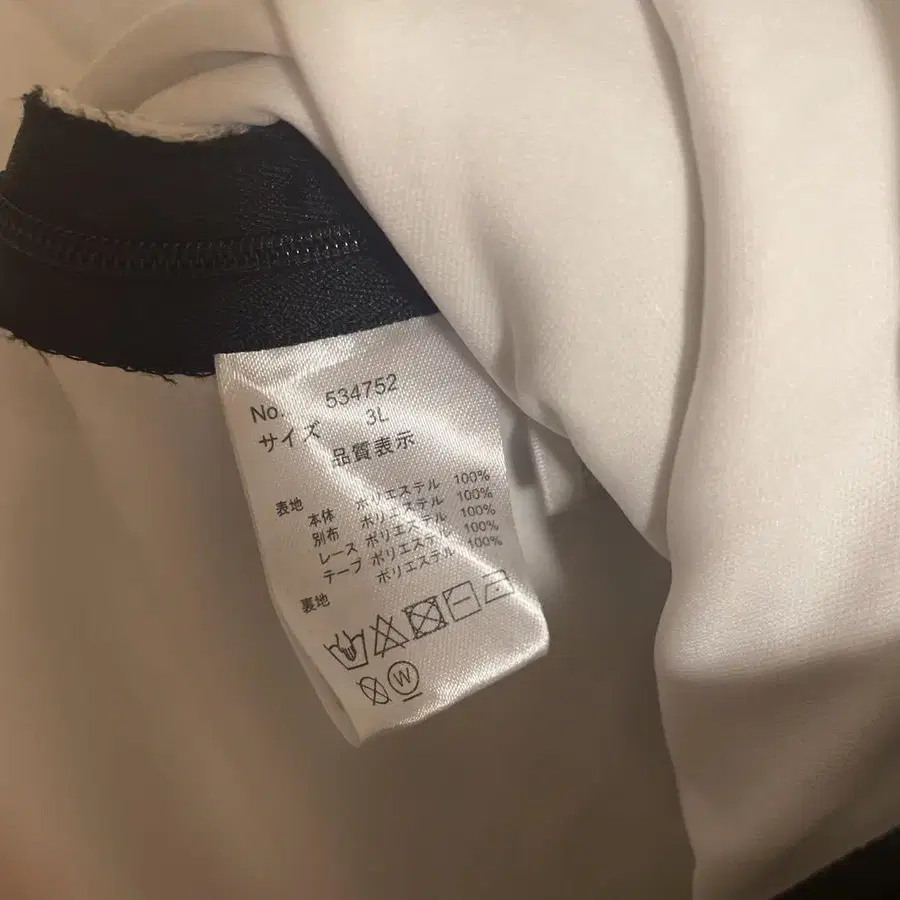 No. 534752
サイズ 3L
品質表示
表地
本体 ポリエステル 100%
別布 ポリエステル 100%
レース ポリエステル 100%
テープ ポリエステル 100%
裏地 ポリエステル 100%
W